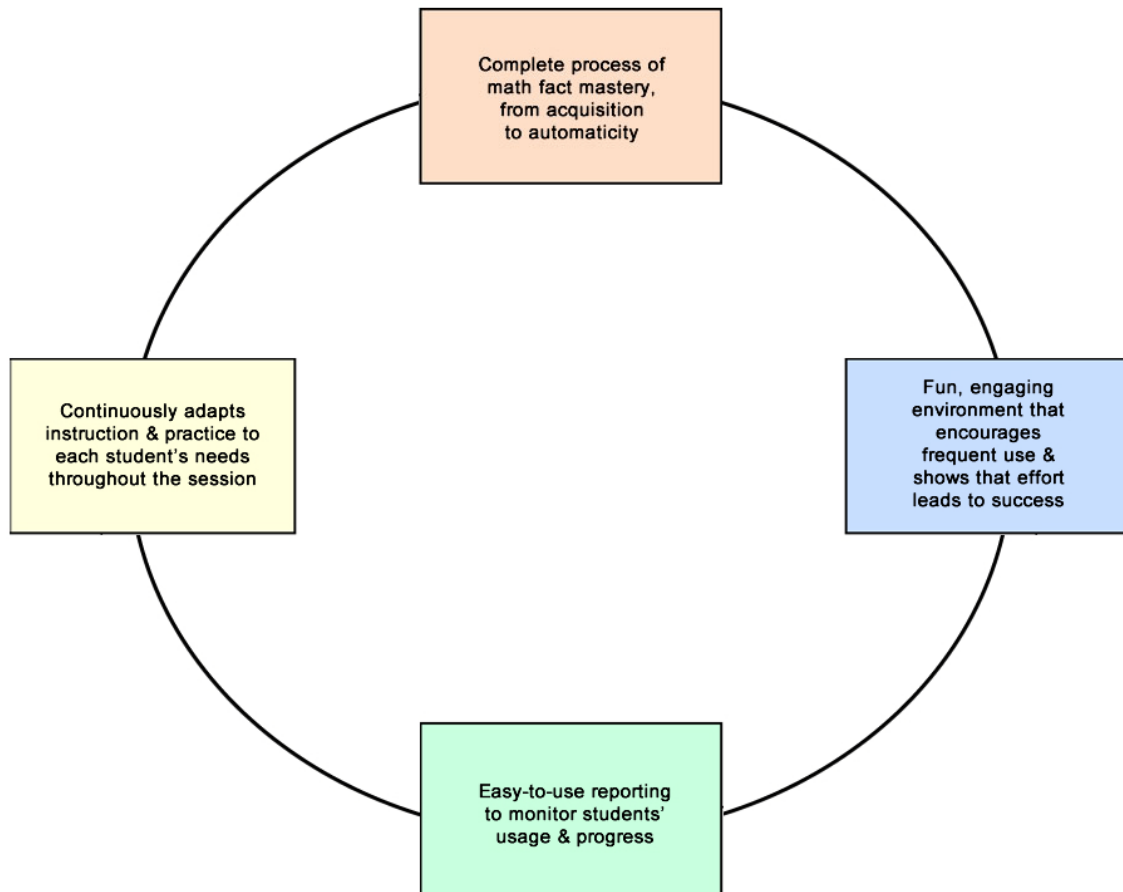 Complete process of
math fact mastery,
from acquisition
to automaticity
Continuously adapts
instruction & practice to
each student's needs
throughout the session
Fun, engaging
environment that
encourages
frequent use &
shows that effort
leads to success
Easy-to-use reporting
to monitor students'
usage & progress